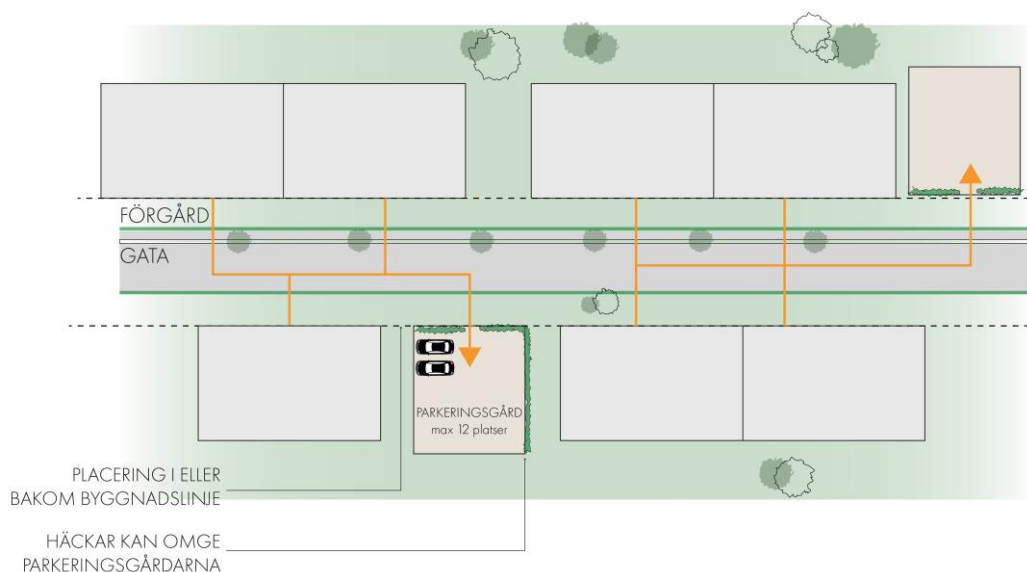 FÖRGÅRD
GATA
PARKERINGSGÅRD
max 12 platser
PLACERING I ELLER
BAKOM BYGGNADSLINJE
HÄCKAR KAN OMGE
PARKERINGSGÅRDARNA